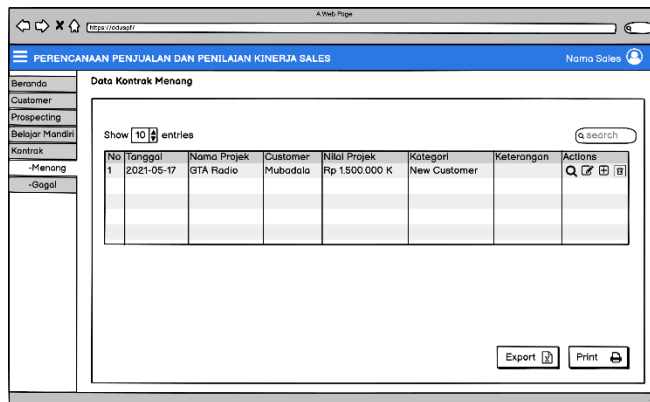 A Web Page
https://cduspf/
PERENCANAAN PENJUALAN DAN PENILAIAN KINERJA SALES
Nama Sales
Beranda
Customer
Prospecting
Belajar Mandiri
Kontrak
-Menang
-Gagal
Data Kontrak Menang
Show 10 entries
search
No Tanggal Nama Projek Customer Nilai Projek Kategori Keterangan Actions
1 2021-05-17 GTA Radio Mubadala Rp 1.500.000 K New Customer
Export
Print